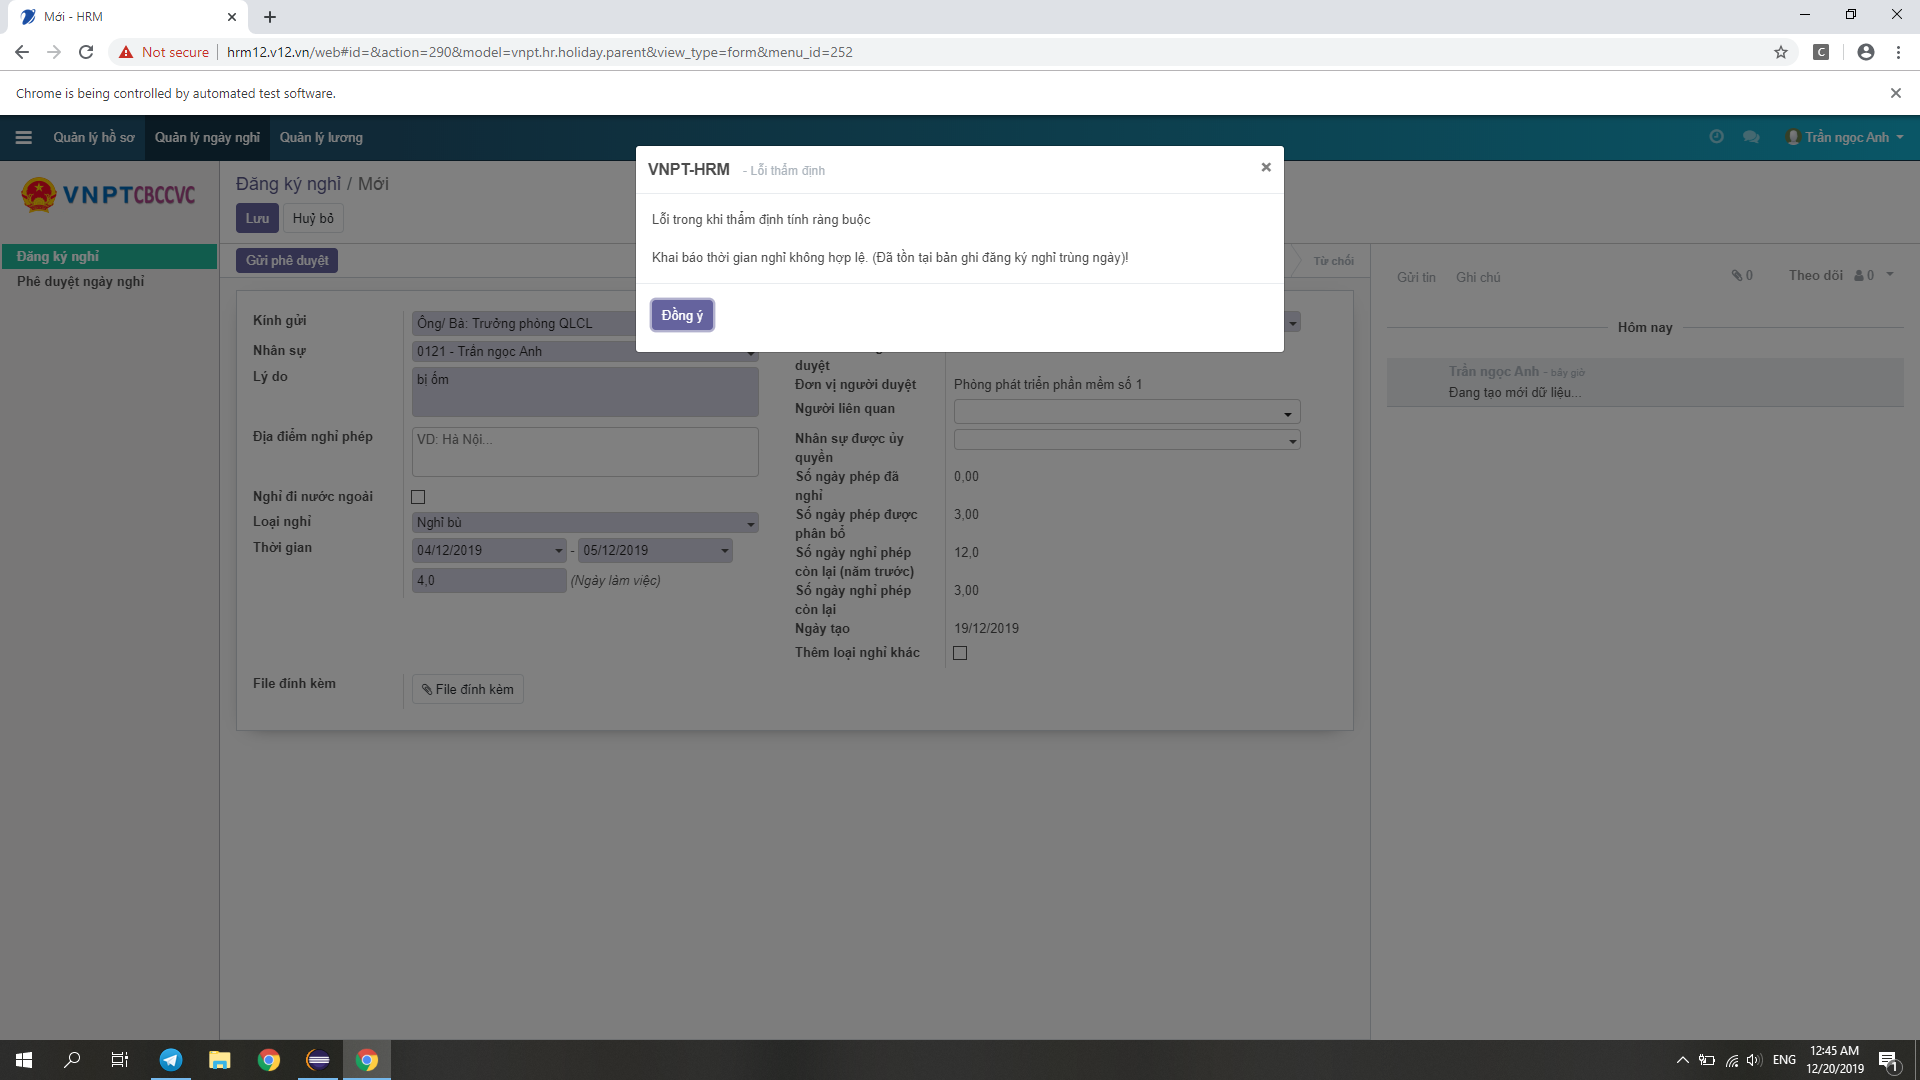 Mới - HRM
Not secure hrm12.v12.vn/web#id=&action=290&model=vnpt.hr.holiday.parent&view_type=form&menu_id=252
Chrome is being controlled by automated test software.
Quản lý hồ sơ Quản lý ngày nghỉ Quản lý lương Trần ngọc Anh
VNPT CBCCVC
Đăng ký nghỉ
Phê duyệt ngày nghỉ
Đăng ký nghỉ / Mới
Lưu Huỷ bỏ
Gửi phê duyệt Từ chối
VNPT-HRM - Lỗi thẩm định
Lỗi trong khi thẩm định tính ràng buộc
Khai báo thời gian nghỉ không hợp lệ. (Đã tồn tại bản ghi đăng ký nghỉ trùng ngày)!
Đồng ý
Kính gửi Ông/ Bà: Trưởng phòng QLCL
Nhân sự 0121 - Trần ngọc Anh
Lý do bị ốm
Địa điểm nghỉ phép VD: Hà Nội...
Nghỉ đi nước ngoài
Loại nghỉ Nghỉ bù
Thời gian 04/12/2019 - 05/12/2019
4,0 (Ngày làm việc)
File đính kèm File đính kèm
duyệt
Đơn vị người duyệt Phòng phát triển phần mềm số 1
Người liên quan
Nhân sự được ủy
quyền
Số ngày phép đã
nghỉ 0,00
Số ngày phép được
phân bổ 3,00
Số ngày nghỉ phép
còn lại (năm trước) 12,0
Số ngày nghỉ phép
còn lại 3,00
Ngày tạo 19/12/2019
Thêm loại nghỉ khác
Gửi tin Ghi chú 0 Theo dõi 0
Hôm nay
Trần ngọc Anh - bây giờ
Đang tạo mới dữ liệu...
ENG 12:45 AM
12/20/2019 1